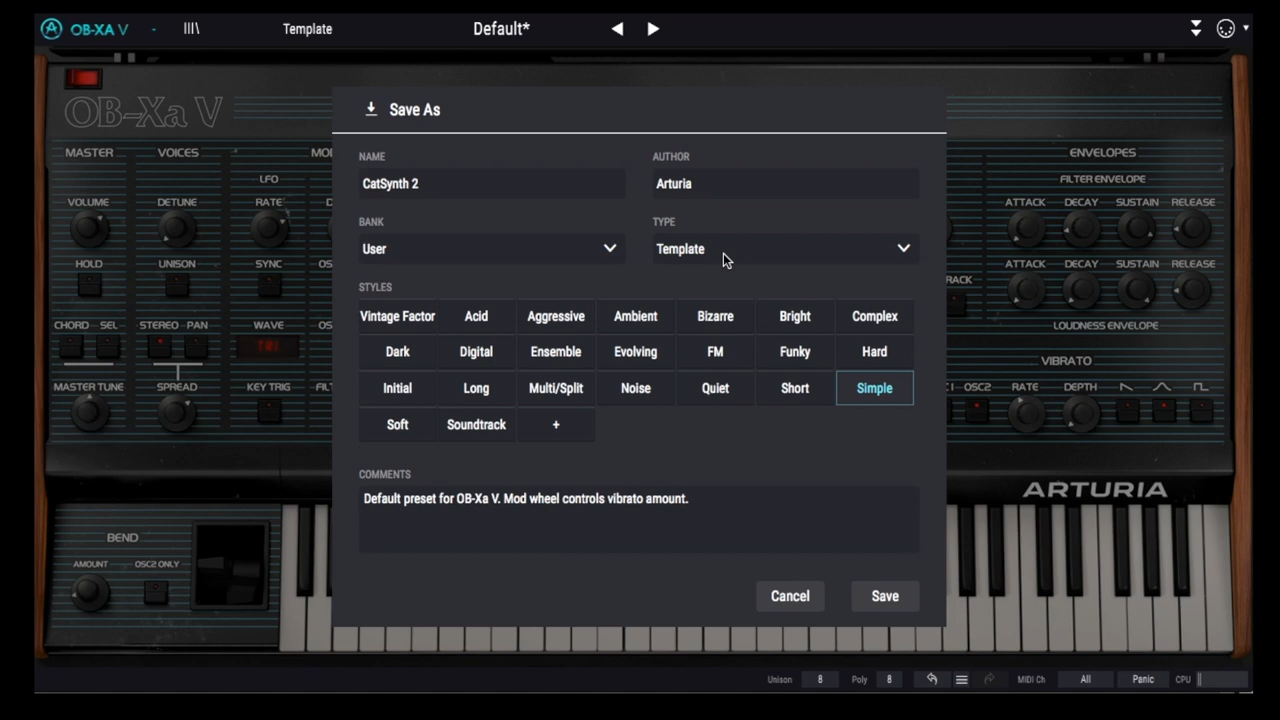 OB-XA V
Template
Default*
OB-Xa V
MASTER
VOICES
MO
LFO
VOLUME
DETUNE
RATE
HOLD
UNISON
SYNC
OS
CHORD SEL
STEREO PAN
WAVE
OS
MASTER TUNE
SPREAD
KEY TRIG
FILT
Save As
NAME
AUTHOR
CatSynth 2
Arturia
BANK
TYPE
User
Template
STYLES
Vintage Factor Acid Aggressive Ambient Bizarre Bright Complex
Dark Digital Ensemble Evolving FM Funky Hard
Initial Long Multi/Split Noise Quiet Short Simple
Soft Soundtrack +
COMMENTS
Default preset for OB-Xa V. Mod wheel controls vibrato amount.
Cancel
Save
ENVELOPES
FILTER ENVELOPE
ATTACK DECAY SUSTAIN RELEASE
ATTACK DECAY SUSTAIN RELEASE
RACK
LOUDNESS ENVELOPE
VIBRATO
OSC2 RATE DEPTH
ARTURIA
BEND
AMOUNT
OSC2 ONLY
Unison 8 Poly 8 MIDI Ch All Panic CPU